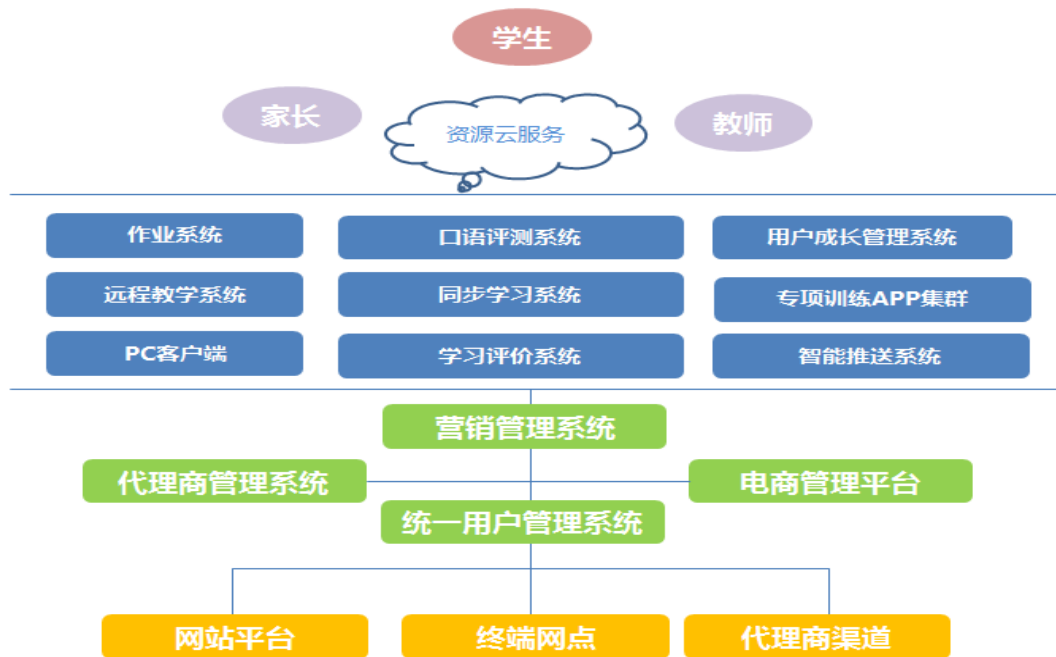 学生
家长
资源云服务
教师
作业系统
口语评测系统
用户成长管理系统
远程教学系统
同步学习系统
专项训练APP集群
PC客户端
学习评价系统
智能推送系统
营销管理系统
代理商管理系统
电商管理平台
统一用户管理系统
网站平台
终端网点
代理商渠道